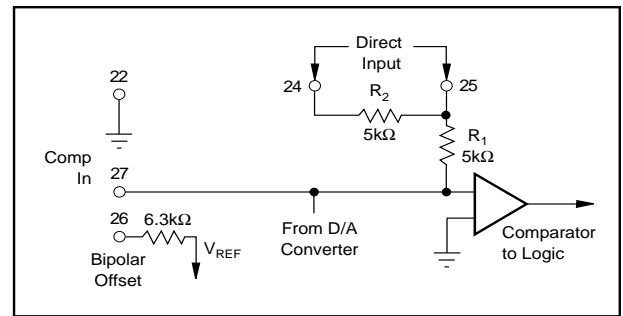 Direct
Input
22
24
25
R2
5kΩ
R1
5kΩ
Comp
In
27
26
6.3kΩ
VREF
Bipolar
Offset
From D/A
Converter
Comparator
to Logic